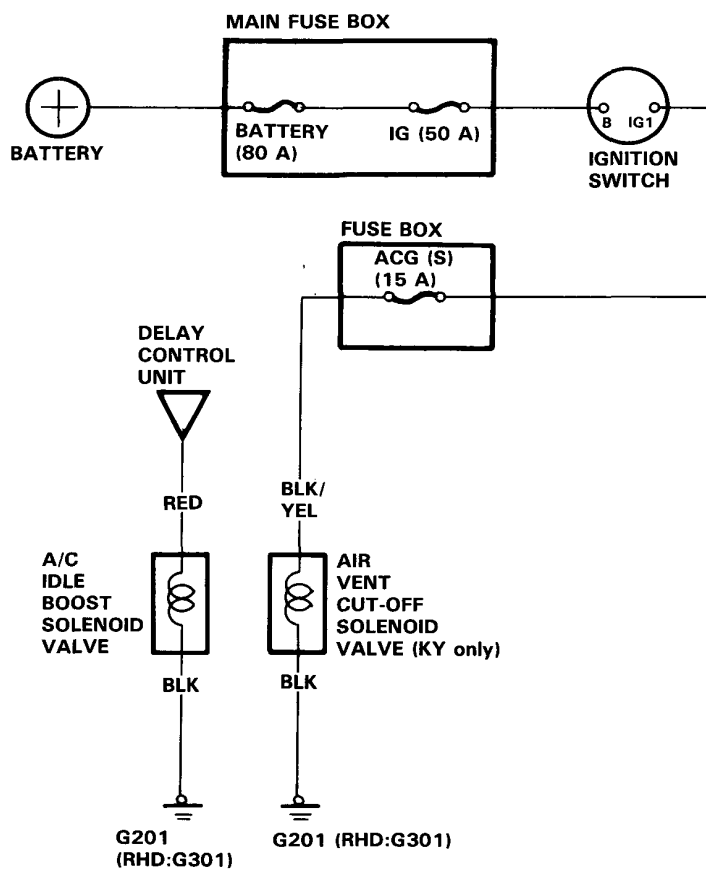 MAIN FUSE BOX
BATTERY
BATTERY
(80 A)
IG (50 A)
B
IG1
IGNITION
SWITCH
FUSE BOX
ACG (S)
(15 A)
DELAY
CONTROL
UNIT
RED
BLK/
YEL
A/C
IDLE
BOOST
SOLENOID
VALVE
AIR
VENT
CUT-OFF
SOLENOID
VALVE (KY only)
BLK
BLK
G201
(RHD:G301)
G201 (RHD:G301)